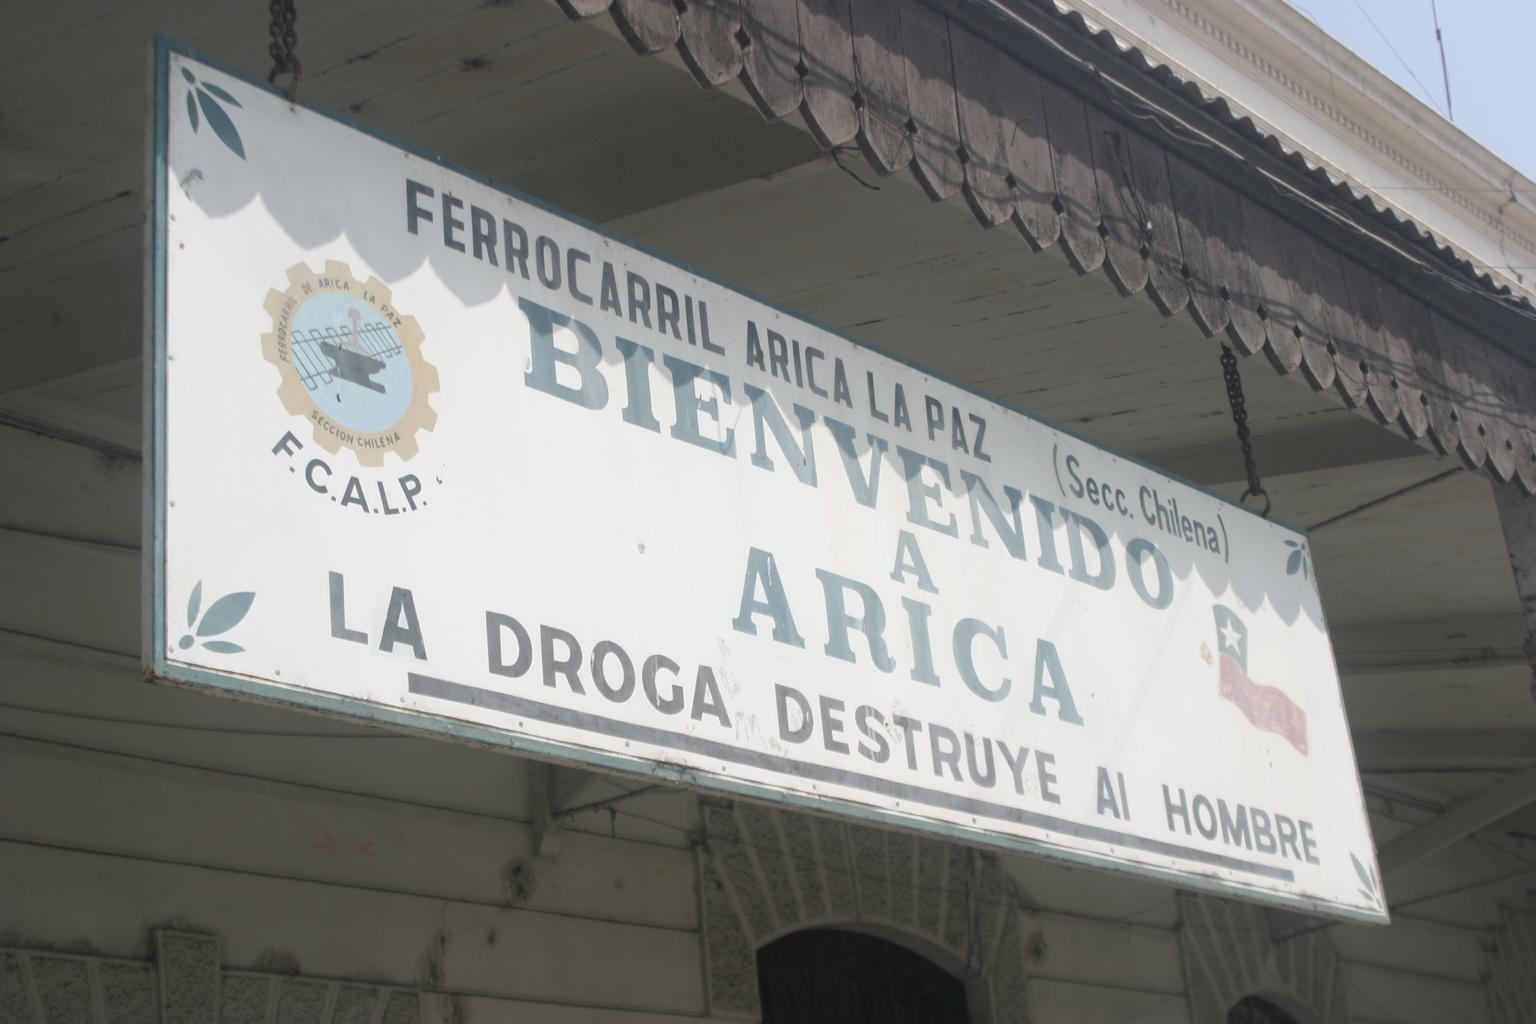 FERROCARRIL ARICA LA PAZ (Secc. Chilena)
BIENVENIDO
A
ARICA
LA DROGA DESTRUYE Al HOMBRE
FERROCARRIL DE ARICA LA PAZ
SECCION CHILENA
F.C.A.L.P.